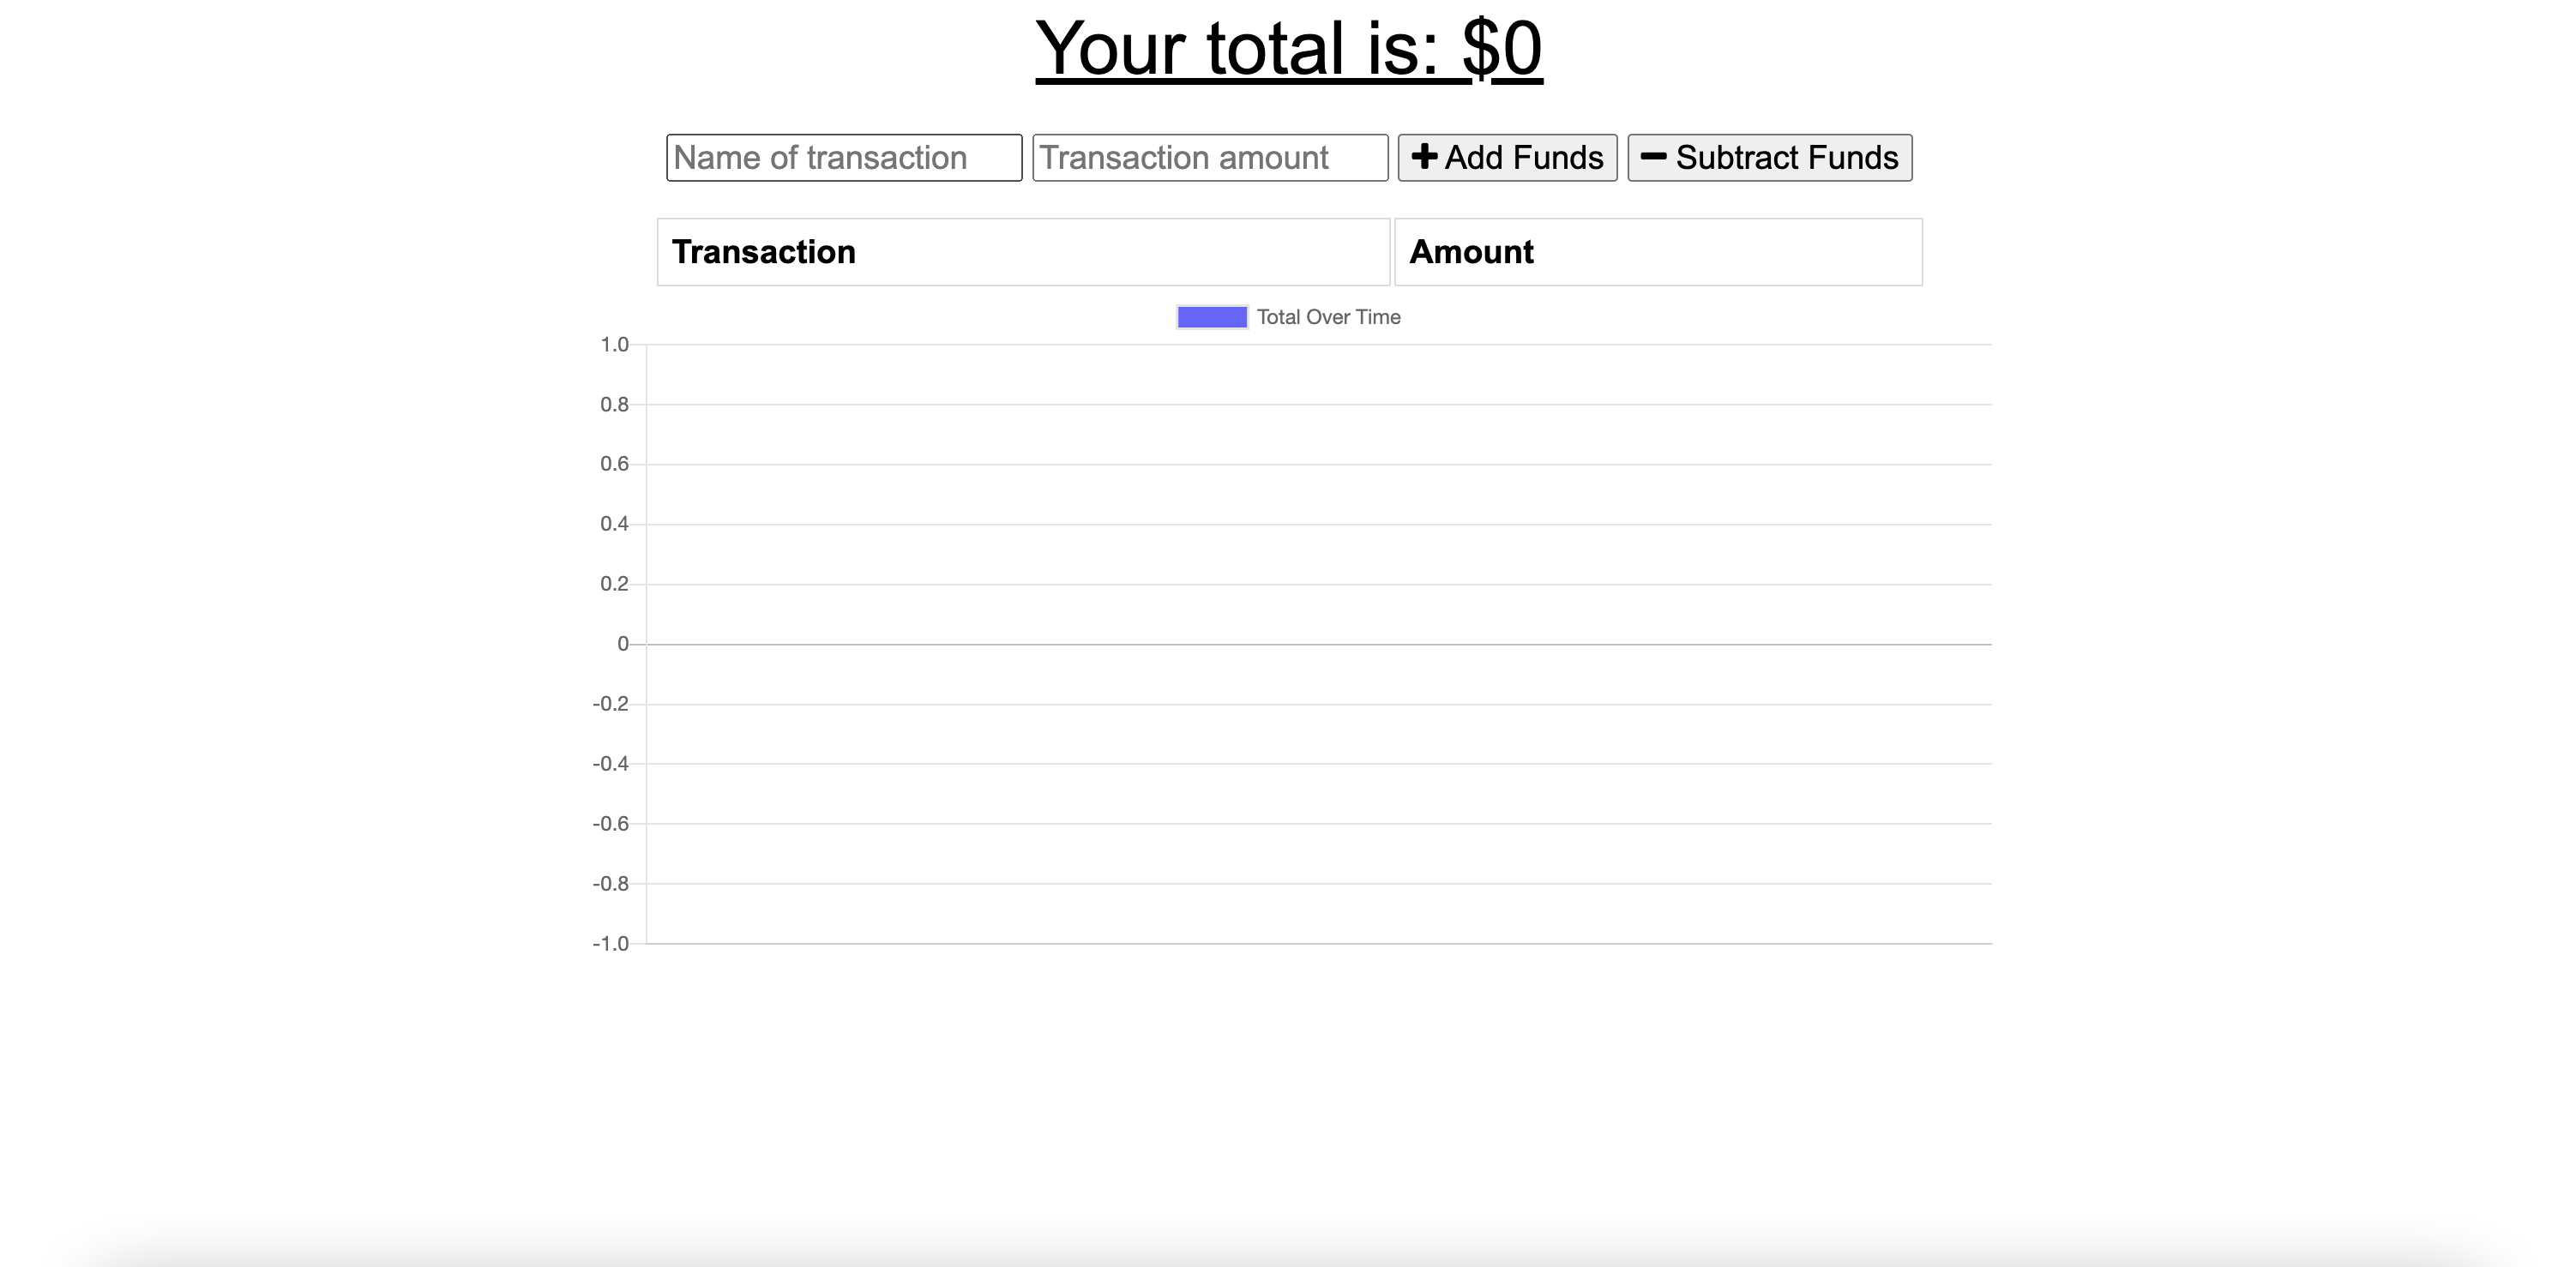 Your total is: $0
Name of transaction Transaction amount Add Funds Subtract Funds
Transaction Amount
Total Over Time
1.0
0.8
0.6
0.4
0.2
0
-0.2
-0.4
-0.6
-0.8
-1.0